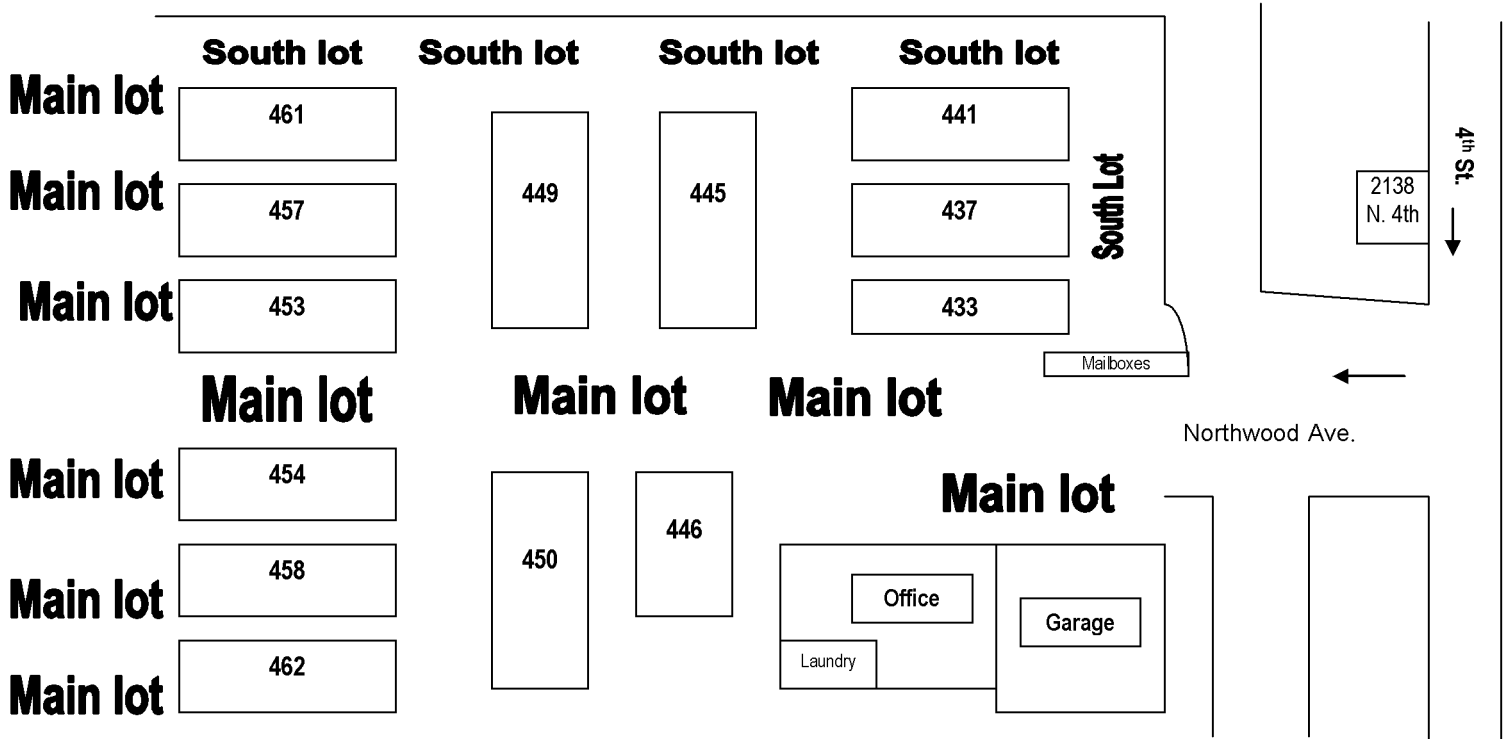 South lot
South lot
South lot
South lot
Main lot
461
441
4th St.
Main lot
457
449
445
437
South Lot
2138
N. 4th
Main lot
453
433
Mailboxes
Main lot
Main lot
Main lot
Northwood Ave.
Main lot
454
Main lot
446
450
Main lot
458
Office
Garage
Main lot
462
Laundry